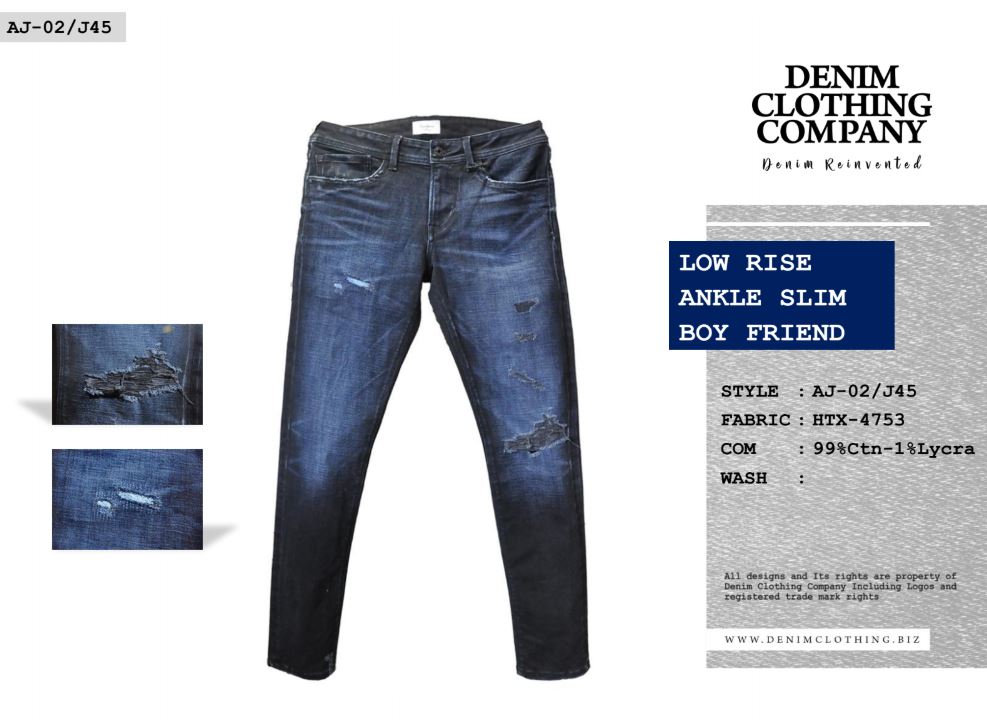 AJ-02/J45
DENIM
CLOTHING
COMPANY
Denim Reinvented
LOW RISE
ANKLE SLIM
BOY FRIEND
STYLE : AJ-02/J45
FABRIC : HTX-4753
COM : 99%Ctn-1%Lycra
WASH :
All designs and Its rights are property of
Denim Clothing Company Including Logos and
registered trade mark rights
WWW.DENIMCLOTHING.BIZ